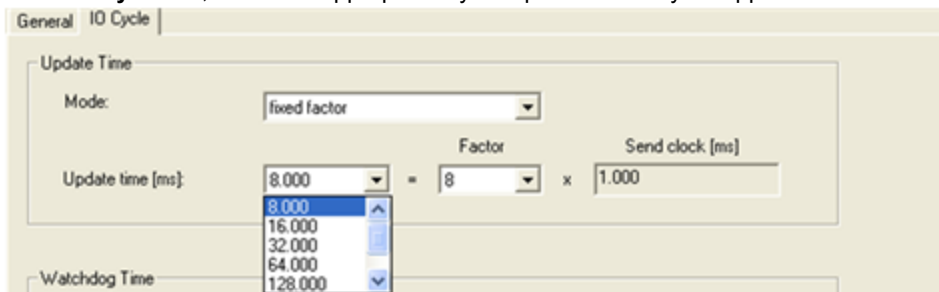 General IO Cycle
Update Time
Mode: fixed factor
Factor Send clock [ms]
Update time [ms]: 8.000 = 8 x 1.000
8.000
16.000
32.000
64.000
128.000
Watchdog Time